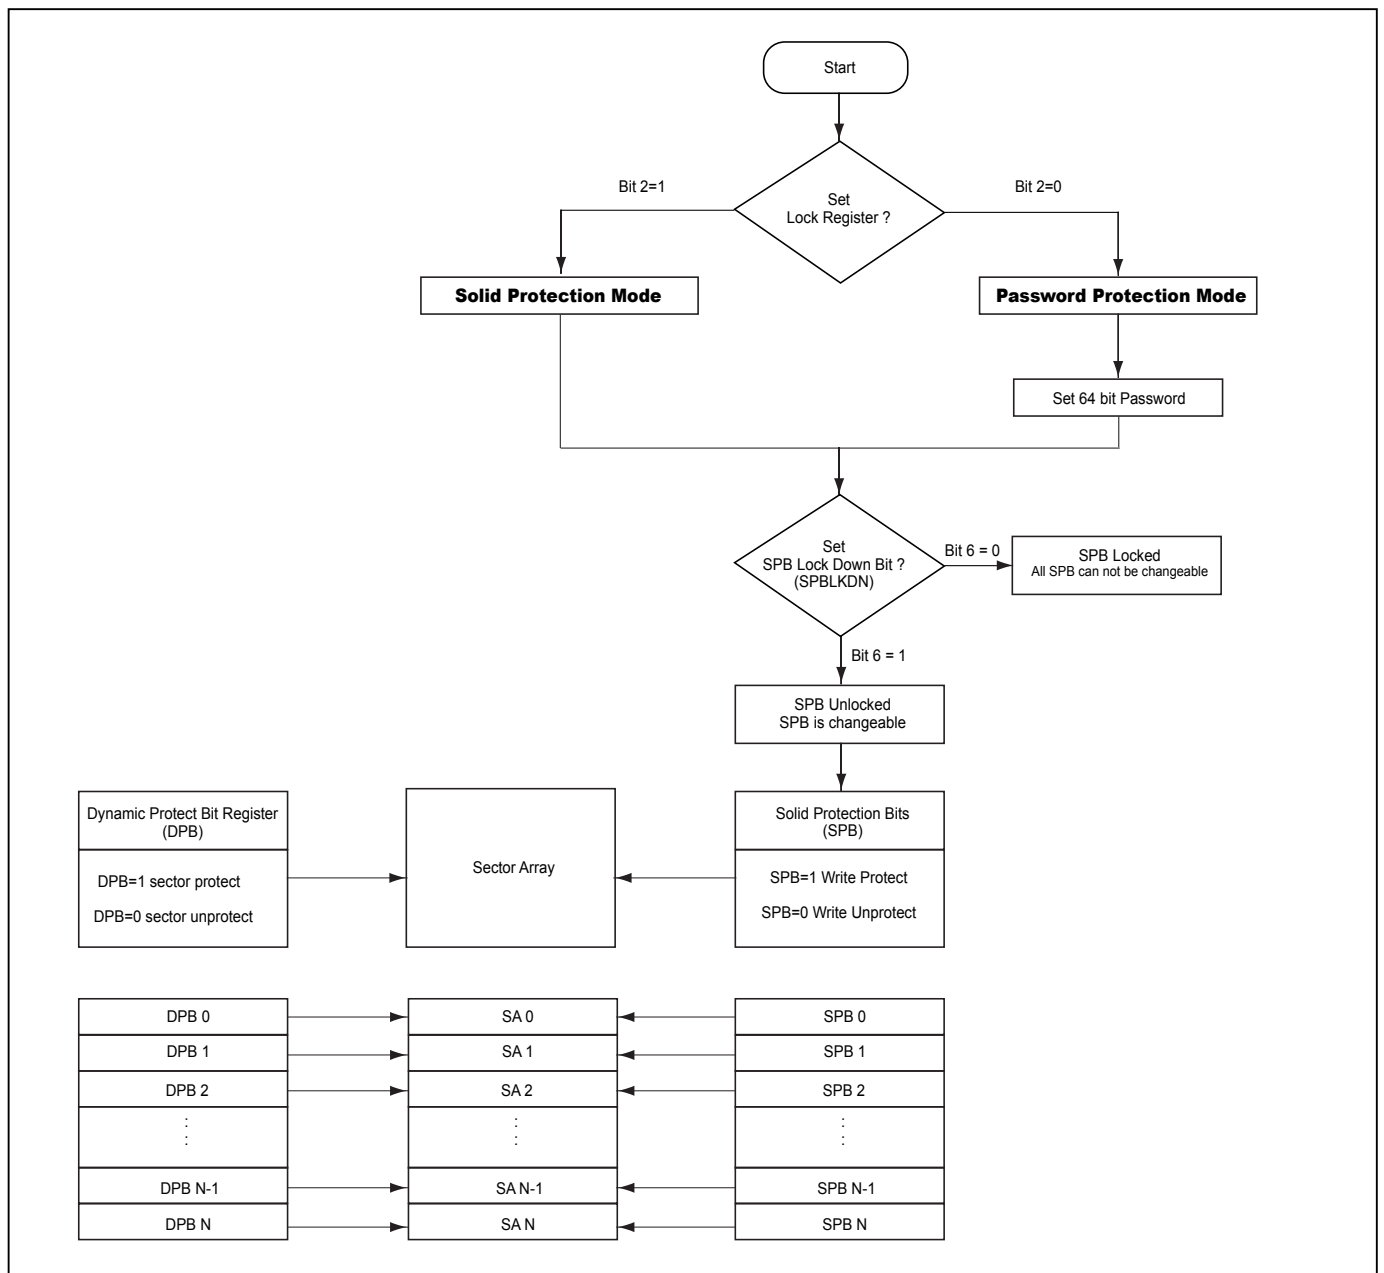 Start
Set
Lock Register ?
Bit 2=1
Bit 2=0
Solid Protection Mode
Password Protection Mode
Set 64 bit Password
Set
SPB Lock Down Bit ?
(SPBLKDN)
Bit 6 = 0
SPB Locked
All SPB can not be changeable
Bit 6 = 1
SPB Unlocked
SPB is changeable
Dynamic Protect Bit Register
(DPB)
DPB=1 sector protect
DPB=0 sector unprotect
Sector Array
Solid Protection Bits
(SPB)
SPB=1 Write Protect
SPB=0 Write Unprotect
DPB 0
SA 0
SPB 0
DPB 1
SA 1
SPB 1
DPB 2
SA 2
SPB 2
:
:
:
:
:
:
DPB N-1
SA N-1
SPB N-1
DPB N
SA N
SPB N